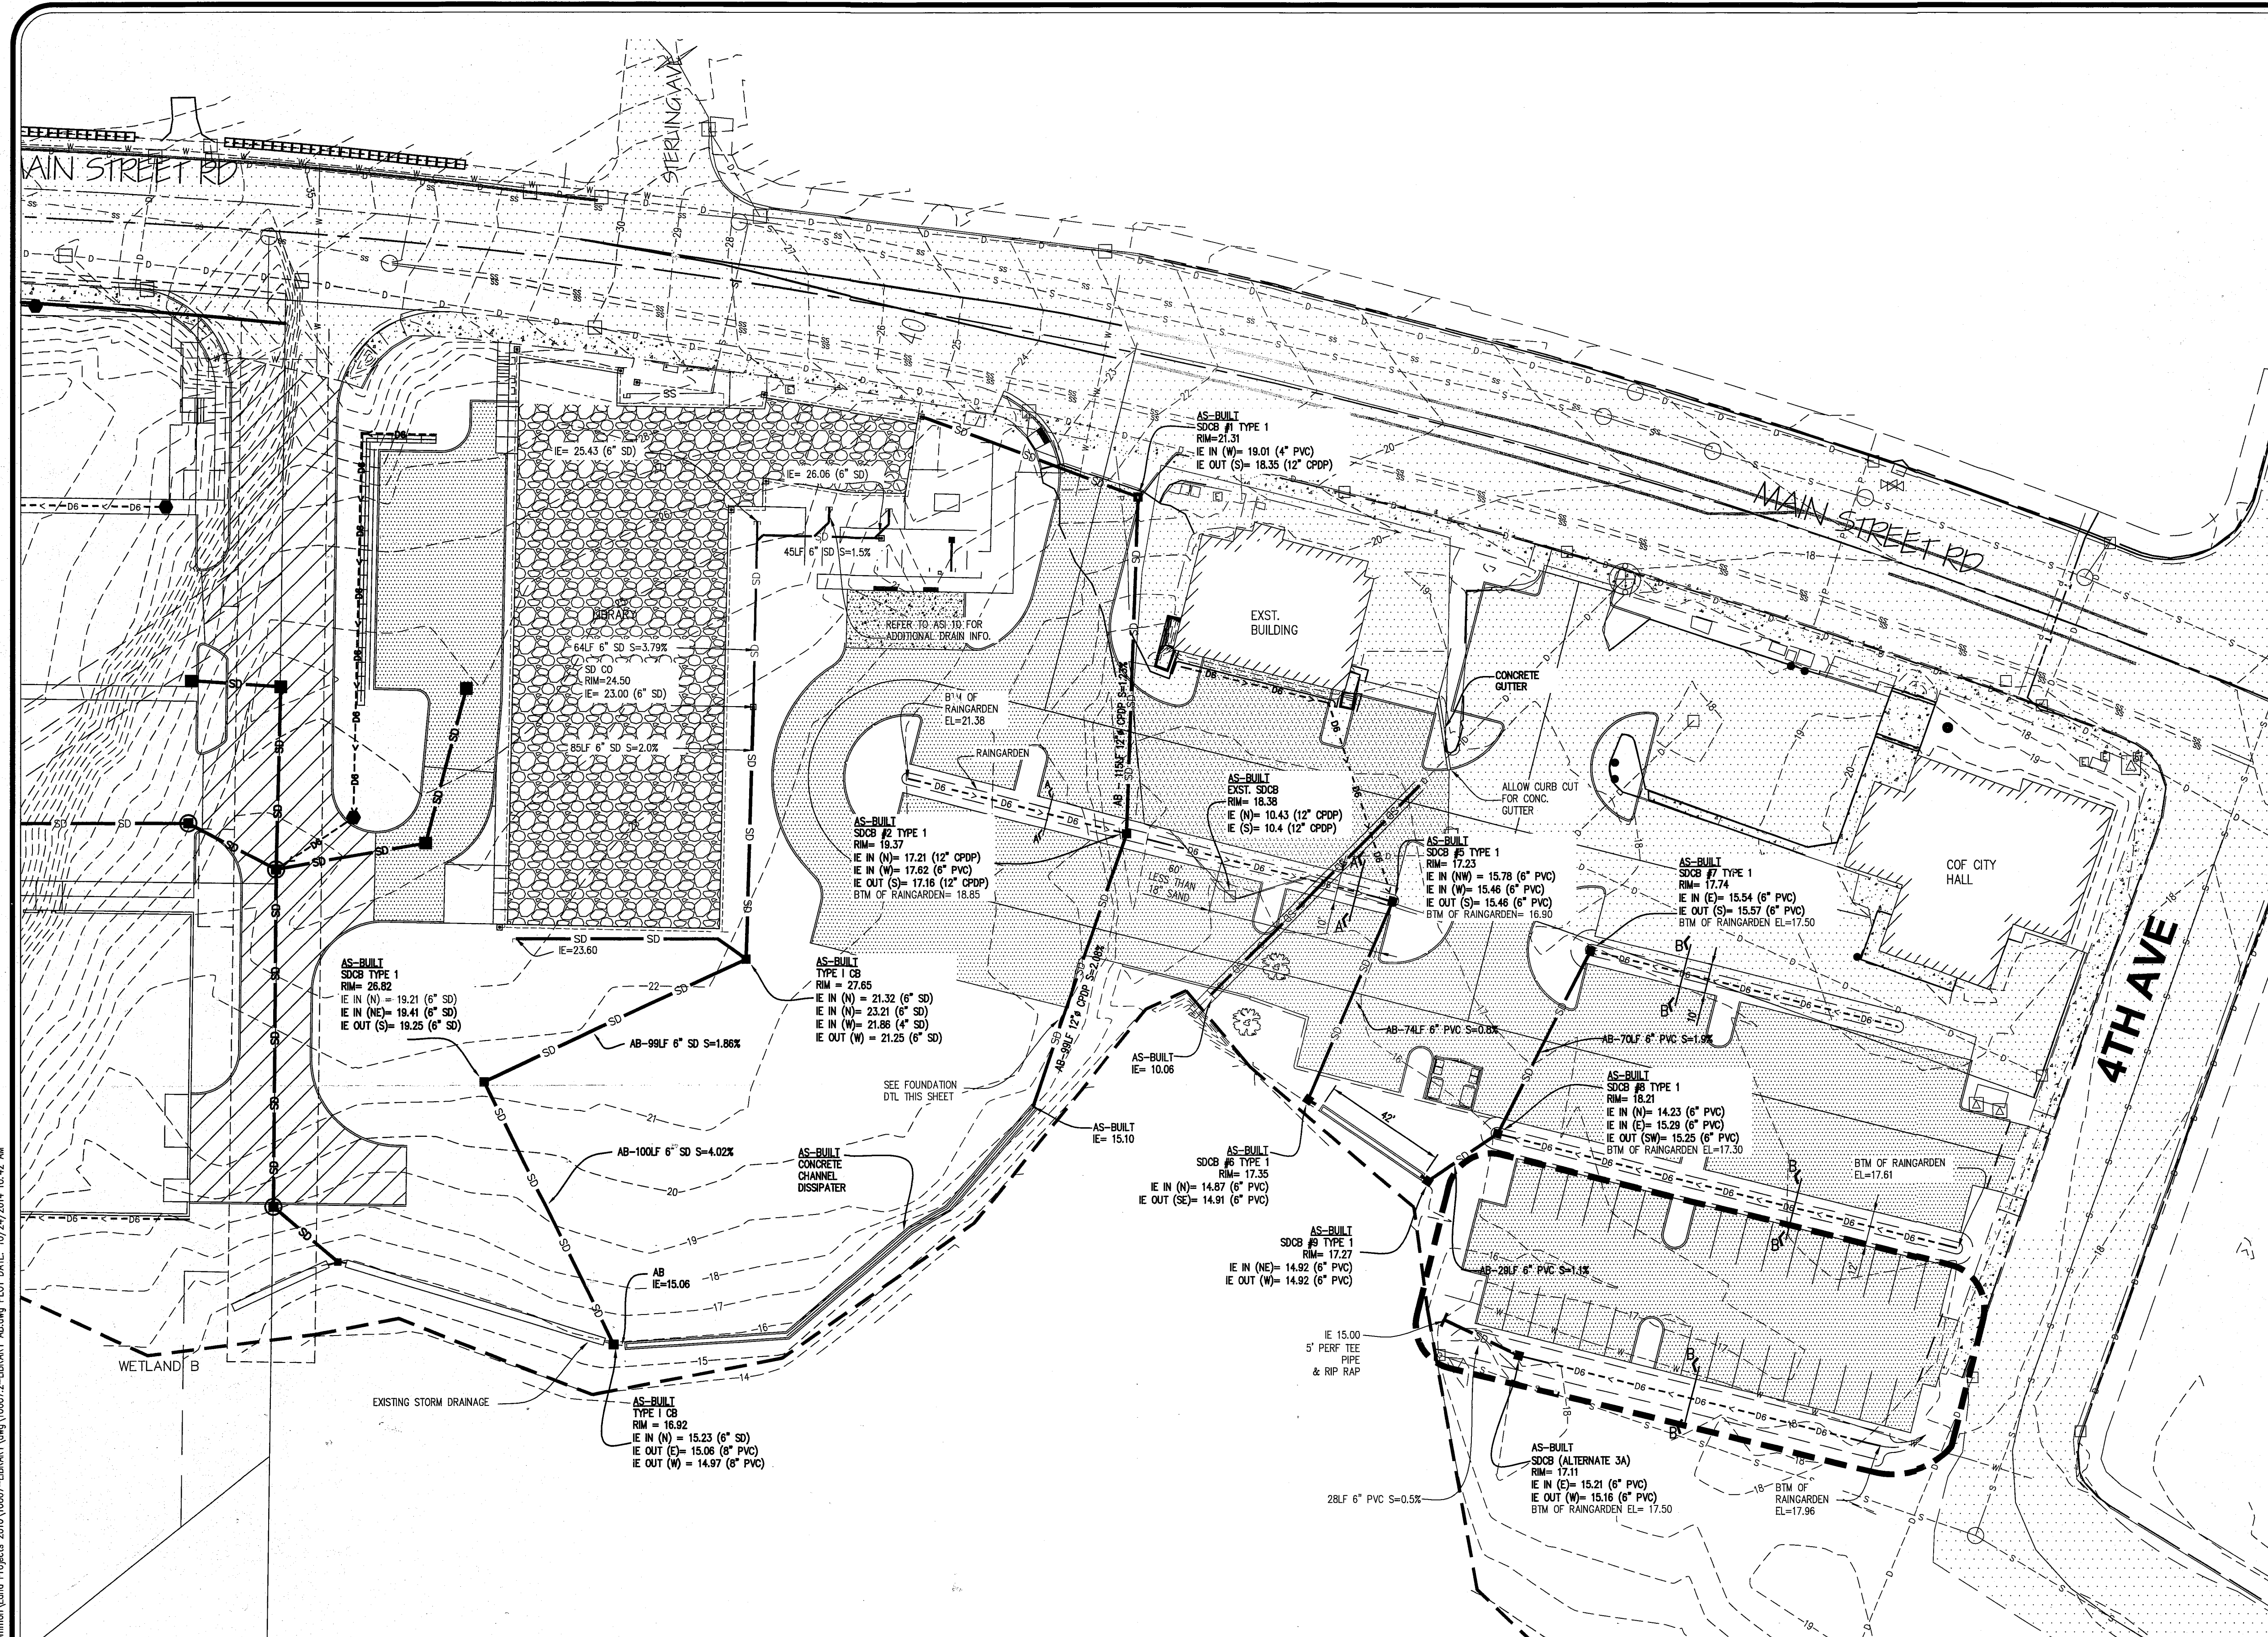 STERLING AVE
MAIN STREET RD
AS-BUILT
SDCB #1 TYPE 1
RIM=21.31
IE IN (W)= 19.01 (4" PVC)
IE OUT (S)= 18.35 (12" CPDP)
IE= 25.43 (6" SD)
IE= 26.06 (6" SD)
MAIN STREET RD
45LF 6" SD S=1.5%
LIBRARY
REFER TO ASI 10 FOR
ADDITIONAL DRAIN INFO.
EXST.
BUILDING
64LF 6" SD S=3.79%
SD CO
RIM=24.50
IE= 23.00 (6" SD)
85LF 6" SD S=2.0%
BTM OF
RAINGARDEN
EL=21.38
RAINGARDEN
AB - 115LF 12"ø CPDP S=1.23%
CONCRETE
GUTTER
ALLOW CURB CUT
FOR CONC.
GUTTER
AS-BUILT
EXST. SDCB
RIM= 18.38
IE (N)= 10.43 (12" CPDP)
IE (S)= 10.4 (12" CPDP)
AS-BUILT
SDCB #2 TYPE 1
RIM= 19.37
IE IN (N)= 17.21 (12" CPDP)
IE IN (W)= 17.62 (6" PVC)
IE OUT (S)= 17.16 (12" CPDP)
BTM OF RAINGARDEN= 18.85
60'
LESS THAN
18" SAND
10'
AS-BUILT
SDCB #5 TYPE 1
RIM= 17.23
IE IN (NW)= 15.78 (6" PVC)
IE IN (W)= 15.46 (6" PVC)
IE OUT (S)= 15.46 (6" PVC)
BTM OF RAINGARDEN= 16.90
AS-BUILT
SDCB #7 TYPE 1
RIM= 17.74
IE IN (E)= 15.54 (6" PVC)
IE OUT (S)= 15.57 (6" PVC)
BTM OF RAINGARDEN EL=17.50
COF CITY
HALL
4TH AVE
IE=23.60
AS-BUILT
SDCB TYPE 1
RIM= 26.82
IE IN (N) = 19.21 (6" SD)
IE IN (NE)= 19.41 (6" SD)
IE OUT (S)= 19.25 (6" SD)
AS-BUILT
TYPE I CB
RIM = 27.65
IE IN (N) = 21.32 (6" SD)
IE IN (N)= 23.21 (6" SD)
IE IN (W)= 21.86 (4" SD)
IE OUT (W) = 21.25 (6" SD)
AB-99LF 6" SD S=1.86%
AB-99LF 12"ø CPDP S=2.08%
SEE FOUNDATION
DTL THIS SHEET
AS-BUILT
IE= 10.06
AB-74LF 6" PVC S=0.8%
AB-70LF 6" PVC S=1.9%
10'
AS-BUILT
IE= 15.10
42'
AS-BUILT
SDCB #8 TYPE 1
RIM= 18.21
IE IN (N)= 14.23 (6" PVC)
IE IN (E)= 15.29 (6" PVC)
IE OUT (SW)= 15.25 (6" PVC)
BTM OF RAINGARDEN EL=17.30
BTM OF RAINGARDEN
EL=17.61
12'
AB-100LF 6" SD S=4.02%
AS-BUILT
CONCRETE
CHANNEL
DISSIPATER
AS-BUILT
SDCB #6 TYPE 1
RIM= 17.35
IE IN (N)= 14.87 (6" PVC)
IE OUT (SE)= 14.91 (6" PVC)
AS-BUILT
SDCB #9 TYPE 1
RIM= 17.27
IE IN (NE)= 14.92 (6" PVC)
IE OUT (W)= 14.92 (6" PVC)
AB-29LF 6" PVC S=1.1%
AB
IE=15.06
WETLAND B
EXISTING STORM DRAINAGE
IE 15.00
5' PERF TEE
PIPE
& RIP RAP
AS-BUILT
TYPE I CB
RIM = 16.92
IE IN (N) = 15.23 (6" SD)
IE OUT (E)= 15.06 (8" PVC)
IE OUT (W) = 14.97 (8" PVC)
28LF 6" PVC S=0.5%
AS-BUILT
SDCB (ALTERNATE 3A)
RIM= 17.11
IE IN (E)= 15.21 (6" PVC)
IE OUT (W)= 15.16 (6" PVC)
BTM OF RAINGARDEN EL= 17.50
BTM OF
RAINGARDEN
EL=17.96